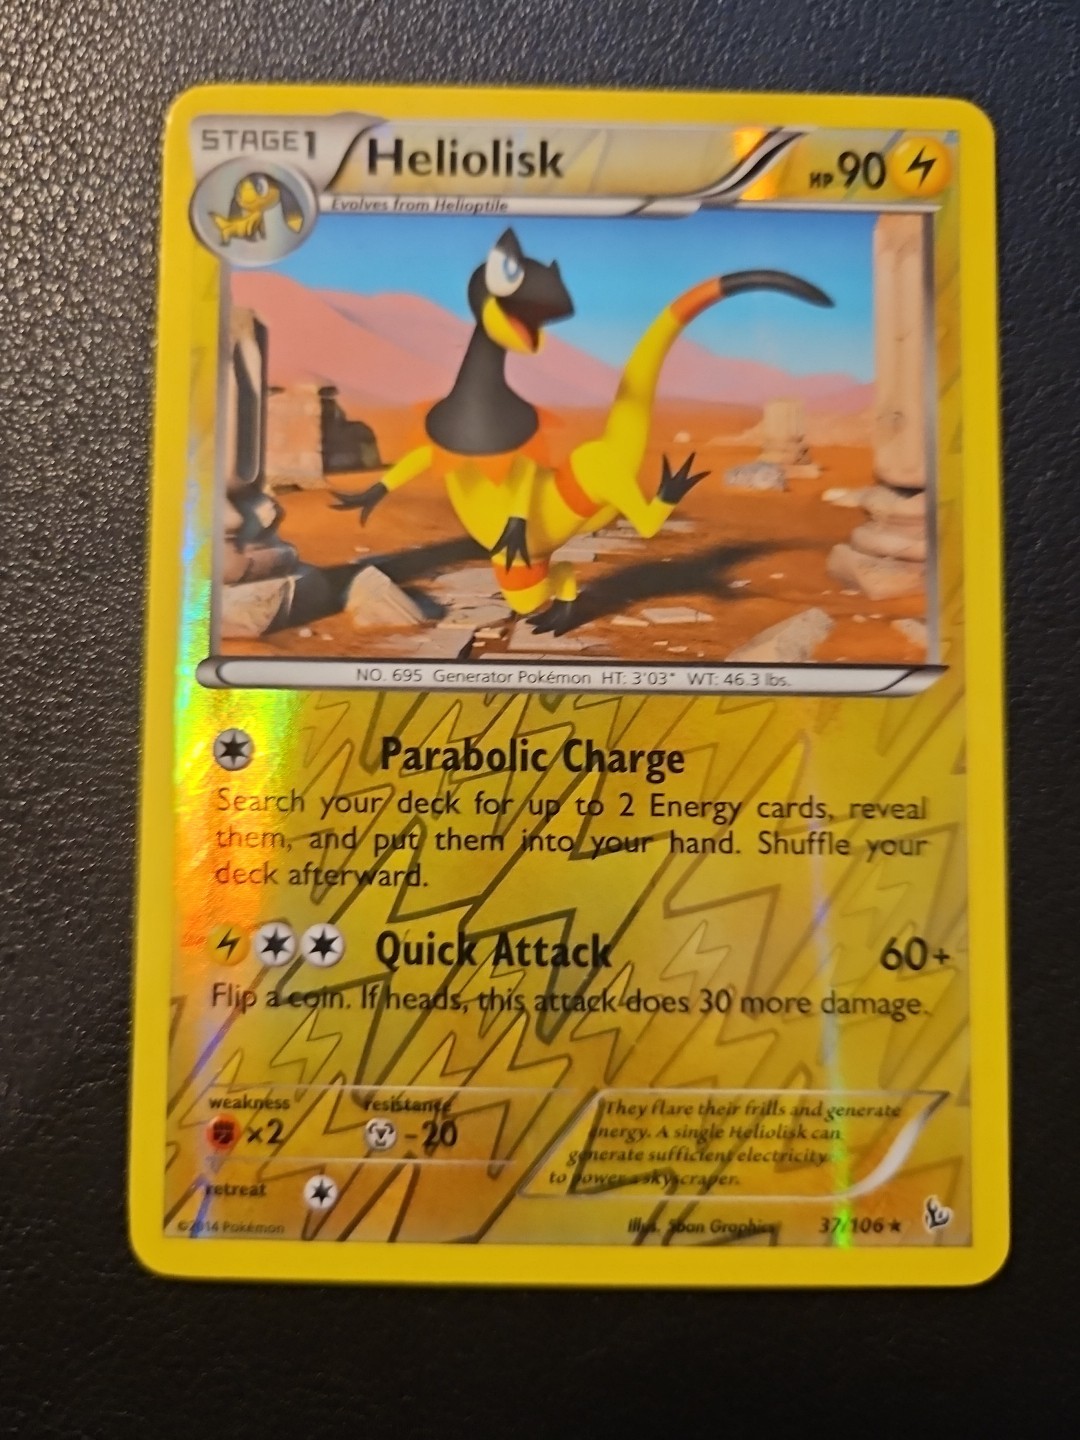 STAGE1
Heliolisk
HP90
Evolves from Helioptile
NO. 695 Generator Pokémon HT: 3'03" WT: 46.3 lbs.
Parabolic Charge
Search your deck for up to 2 Energy cards, reveal
them, and put them into your hand. Shuffle your
deck afterward.
Quick Attack 60+
Flip a coin. If heads, this attack does 30 more damage.
weakness resistance
×2 -20
They flare their frills and generate
energy. A single Heliolisk can
generate sufficient electricity
to power a skyscraper.
retreat
©2014 Pokémon
Illus. 5ban Graphics 37/106